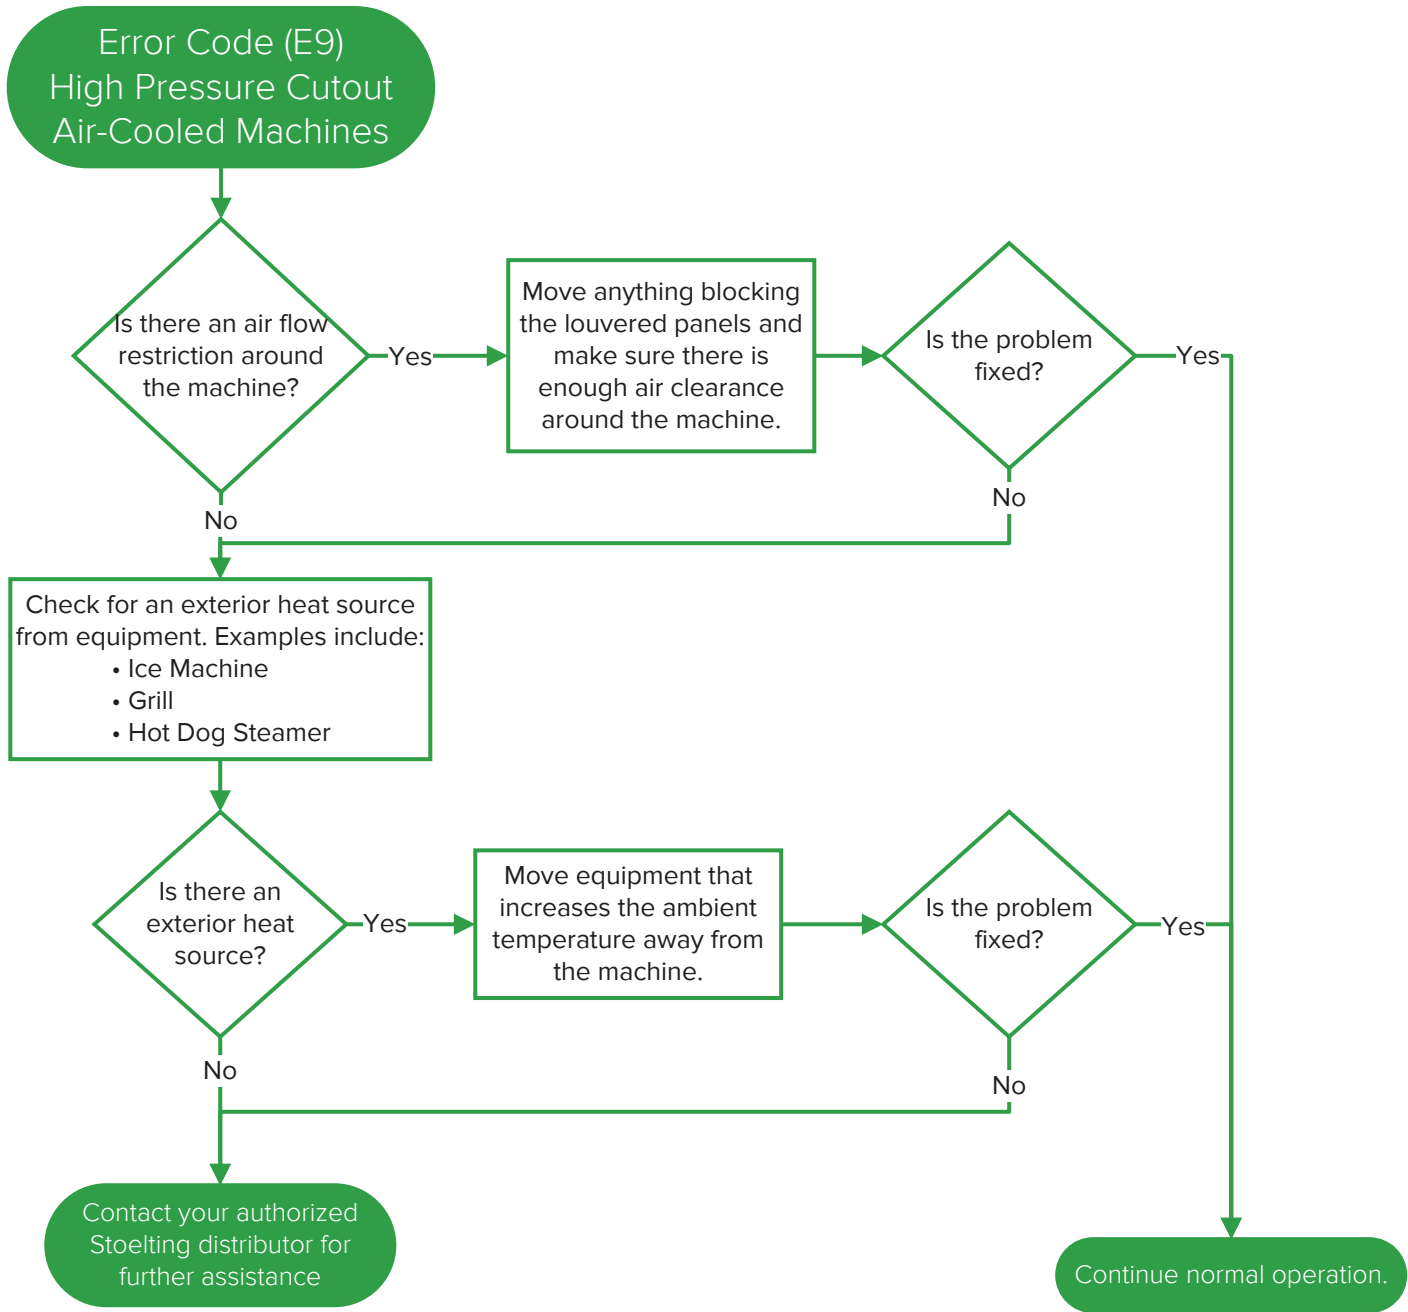 Error Code (E9)
High Pressure Cutout
Air-Cooled Machines
Is there an air flow
restriction around
the machine?
Yes
Move anything blocking
the louvered panels and
make sure there is
enough air clearance
around the machine.
Is the problem
fixed?
Yes
No
No
Check for an exterior heat source
from equipment. Examples include:
• Ice Machine
• Grill
• Hot Dog Steamer
Is there an
exterior heat
source?
Yes
Move equipment that
increases the ambient
temperature away from
the machine.
Is the problem
fixed?
Yes
No
No
Contact your authorized
Stoelting distributor for
further assistance
Continue normal operation.